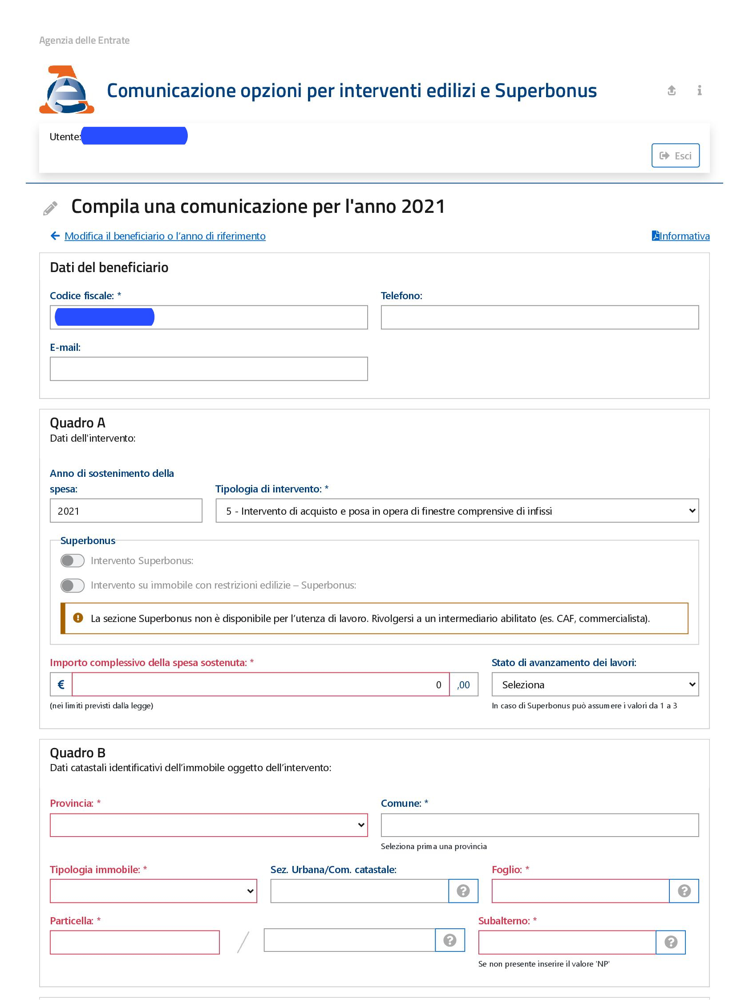 Agenzia delle Entrate
Comunicazione opzioni per interventi edilizi e Superbonus
Utente:
Esci
Compila una comunicazione per l'anno 2021
Modifica il beneficiario o l’anno di riferimento
Informativa
Dati del beneficiario
Codice fiscale: *
Telefono:
E-mail:
Quadro A
Dati dell'intervento:
Anno di sostenimento della
spesa:
Tipologia di intervento: *
2021
5 - Intervento di acquisto e posa in opera di finestre comprensive di infissi
Superbonus
Intervento Superbonus:
Intervento su immobile con restrizioni edilizie – Superbonus:
La sezione Superbonus non è disponibile per l’utenza di lavoro. Rivolgersi a un intermediario abilitato (es. CAF, commercialista).
Importo complessivo della spesa sostenuta: *
Stato di avanzamento dei lavori:
€ 0 ,00
Seleziona
(nei limiti previsti dalla legge)
In caso di Superbonus può assumere i valori da 1 a 3
Quadro B
Dati catastali identificativi dell’immobile oggetto dell’intervento:
Provincia: *
Comune: *
Seleziona prima una provincia
Tipologia immobile: *
Sez. Urbana/Com. catastale:
Foglio: *
Particella: *
/
Subalterno: *
Se non presente inserire il valore 'NP'